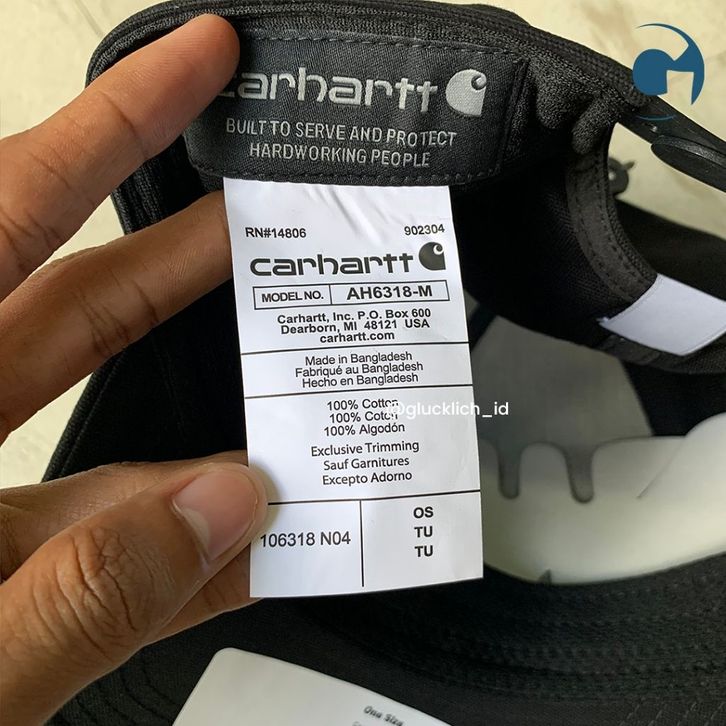 carhartt
BUILT TO SERVE AND PROTECT
HARDWORKING PEOPLE
RN#14806 902304
carhartt
MODEL NO. AH6318-M
Carhartt, Inc. P.O. Box 600
Dearborn, MI 48121 USA
carhartt.com
Made in Bangladesh
Fabriqué au Bangladesh
Hecho en Bangladesh
100% Cotton
100% Coton
100% Algodón
@glucklich_id
Exclusive Trimming
Sauf Garnitures
Excepto Adorno
106318 N04
OS
TU
TU
One Size